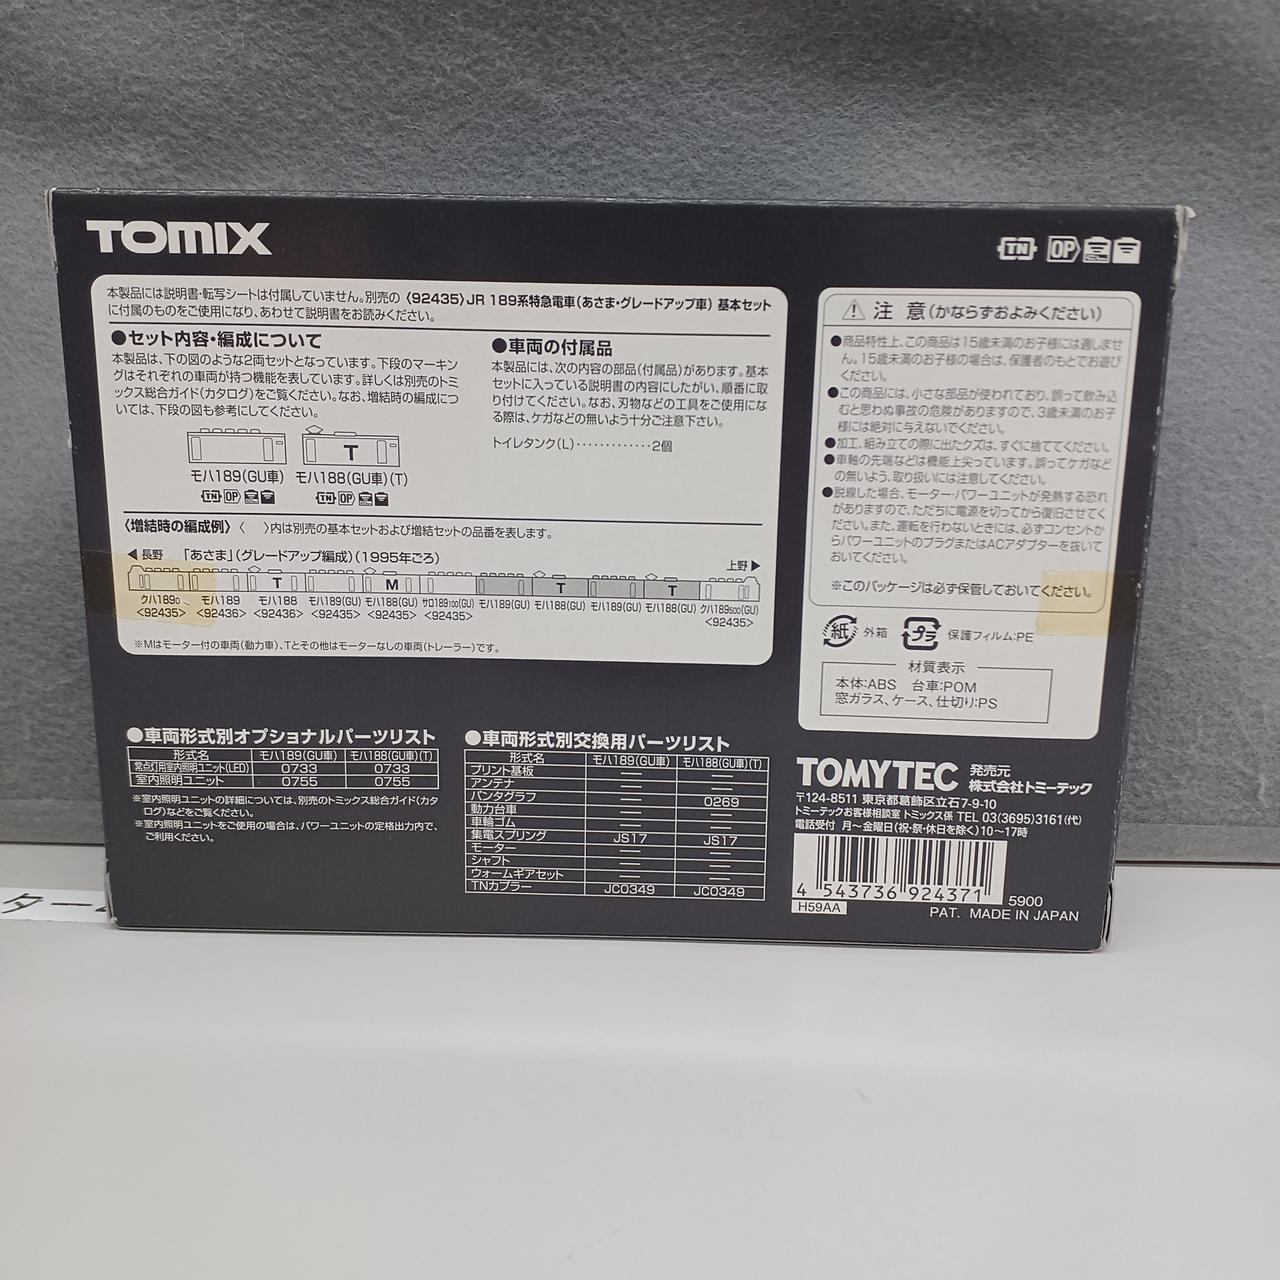 TOMIX
TN OP
本製品には説明書・転写シートは付属していません。別売の〈92435〉JR 189系特急電車(あさま・グレードアップ車) 基本セット
に付属のものをご使用になり、あわせて説明書をお読みください。
●セット内容・編成について
本製品は、下の図のような2両セットとなっています。下段のマーキン
グはそれぞれの車両が持つ機能を表しています。詳しくは別売のトミ
ックス総合ガイド(カタログ)をご覧ください。なお、増結時の編成につ
いては、下段の図も参考にしてください。
T
モハ189(GU車) モハ188(GU車)(T)
TN OP TN OP
●車両の付属品
本製品には、次の内容の部品(付属品)があります。基本
セットに入っている説明書の内容にしたがい、順番に取
り付けてください。なお、刃物などの工具をご使用にな
る際は、ケガなどの無いよう十分ご注意下さい。
トイレタンク(L)‥‥‥‥‥‥2個
〈増結時の編成例〉〈 〉内は別売の基本セットおよび増結セットの品番を表します。
◀長野 「あさま」(グレードアップ編成)(1995年ごろ) 上野▶
T M T T
クハ1890 モハ189 モハ188 モハ189(GU) モハ188(GU) サロ189100(GU) モハ189(GU) モハ188(GU) モハ189(GU) モハ188(GU) クハ189500(GU)
<92435> <92436> <92436> <92435> <92435> <92435> <92435>
※Mはモーター付の車両(動力車)、Tとその他はモーターなしの車両(トレーラー)です。
●車両形式別オプショナルパーツリスト
形式名 モハ189(GU車) モハ188(GU車)(T)
常点灯用室内照明ユニット(LED) 0733 0733
室内照明ユニット 0755 0755
※室内照明ユニットの詳細については、別売のトミックス総合ガイド(カタ
ログ)などをご覧ください。
※室内照明ユニットをご使用の場合は、パワーユニットの定格出力内で、
ご利用ください。
●車両形式別交換用パーツリスト
形式名 モハ189(GU車) モハ188(GU車)(T)
プリント基板 ― ―
アンテナ ― ―
パンタグラフ ― 0269
動力台車 ― ―
車輪ゴム ― ―
集電スプリング JS17 JS17
モーター ― ―
シャフト ― ―
ウォームギアセット ― ―
TNカプラー JC0349 JC0349
注 意(かならずおよみください)
●商品特性上、この商品は15歳未満のお子様には適しませ
ん。15歳未満のお子様の場合は、保護者のもとでお遊び
ください。
●この商品には、小さな部品が使われており、誤って飲み込
むと思わぬ事故の危険がありますので、3歳未満のお子
様には絶対に与えないでください。
●加工、組み立ての際に出たクズは、すぐに捨ててください。
●車軸の先端などは機能上尖っています。誤ってケガなど
の無いよう、取り扱いには注意してください。
●脱線した場合、モーター・パワーユニットが発熱する恐れ
がありますので、ただちに電源を切ってから復旧させてく
ださい。また、運転を行わないときには、必ずコンセントか
らパワーユニットのプラグまたはACアダプターを抜いて
おいてください。
※このパッケージは必ず保管しておいてください。
紙 外箱 プラ 保護フィルム:PE
材質表示
本体:ABS 台車:POM
窓ガラス、ケース、仕切り:PS
TOMYTEC 発売元 株式会社トミーテック
〒124-8511 東京都葛飾区立石7-9-10
トミーテックお客様相談室 トミックス係 TEL 03(3695)3161(代)
電話受付 月〜金曜日(祝・祭・休日を除く)10〜17時
4 543736 924371
5900
H59AA
PAT. MADE IN JAPAN
ター